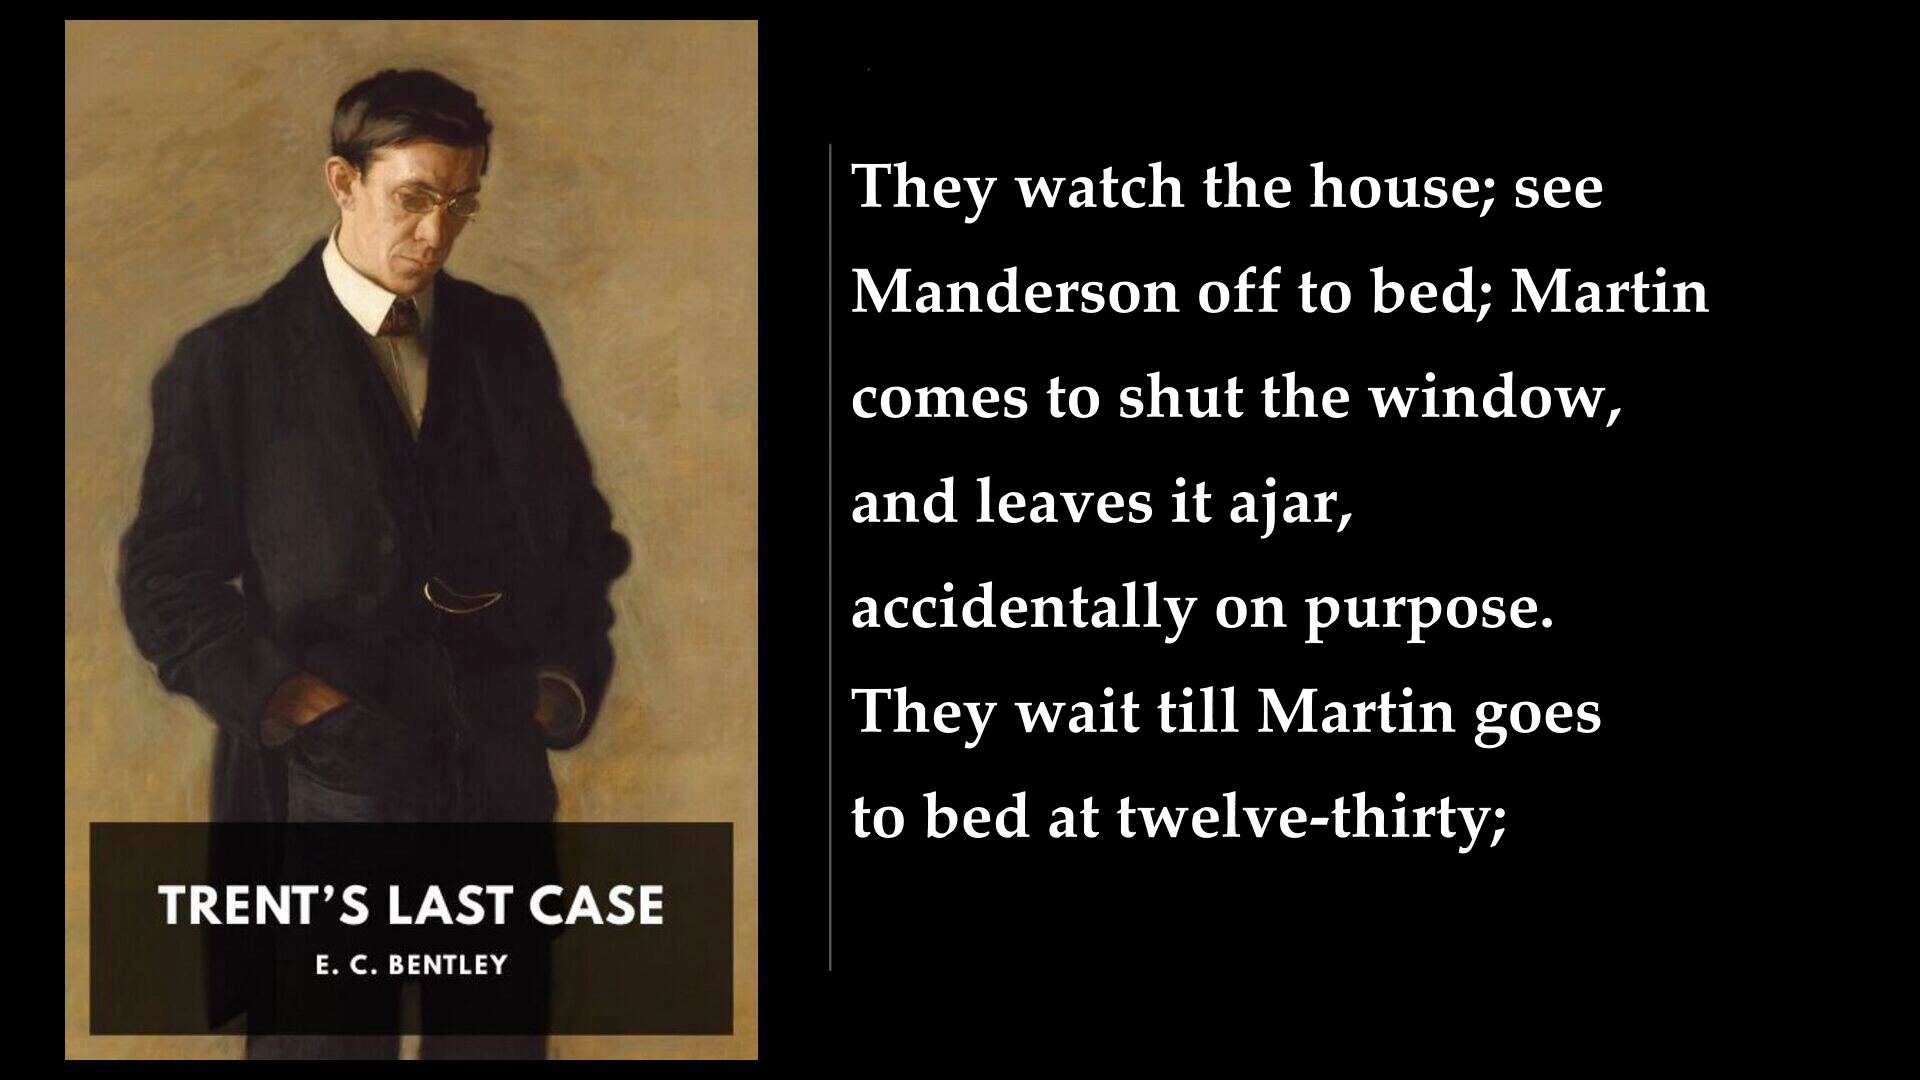 TRENT’S LAST CASE
E. C. BENTLEY
They watch the house; see
Manderson off to bed; Martin
comes to shut the window,
and leaves it ajar,
accidentally on purpose.
They wait till Martin goes
to bed at twelve-thirty;